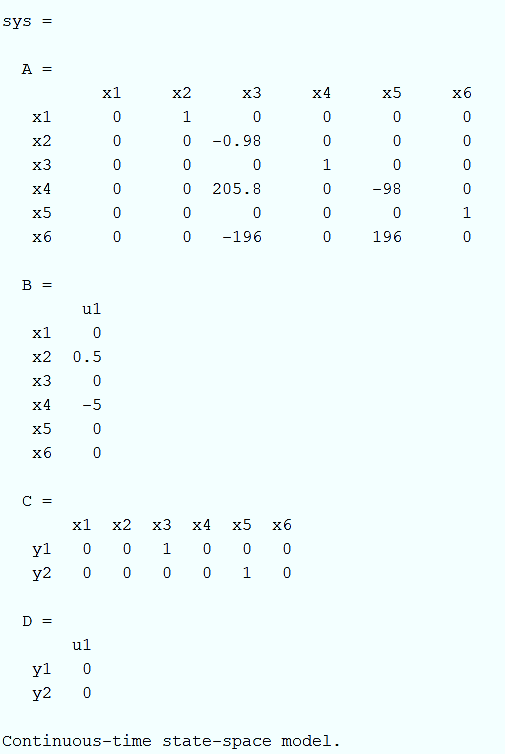 sys =
A =
x1 x2 x3 x4 x5 x6
x1 0 1 0 0 0 0
x2 0 0 -0.98 0 0 0
x3 0 0 0 1 0 0
x4 0 0 205.8 0 -98 0
x5 0 0 0 0 0 1
x6 0 0 -196 0 196 0
B =
u1
x1 0
x2 0.5
x3 0
x4 -5
x5 0
x6 0
C =
x1 x2 x3 x4 x5 x6
y1 0 0 1 0 0 0
y2 0 0 0 0 1 0
D =
u1
y1 0
y2 0
Continuous-time state-space model.